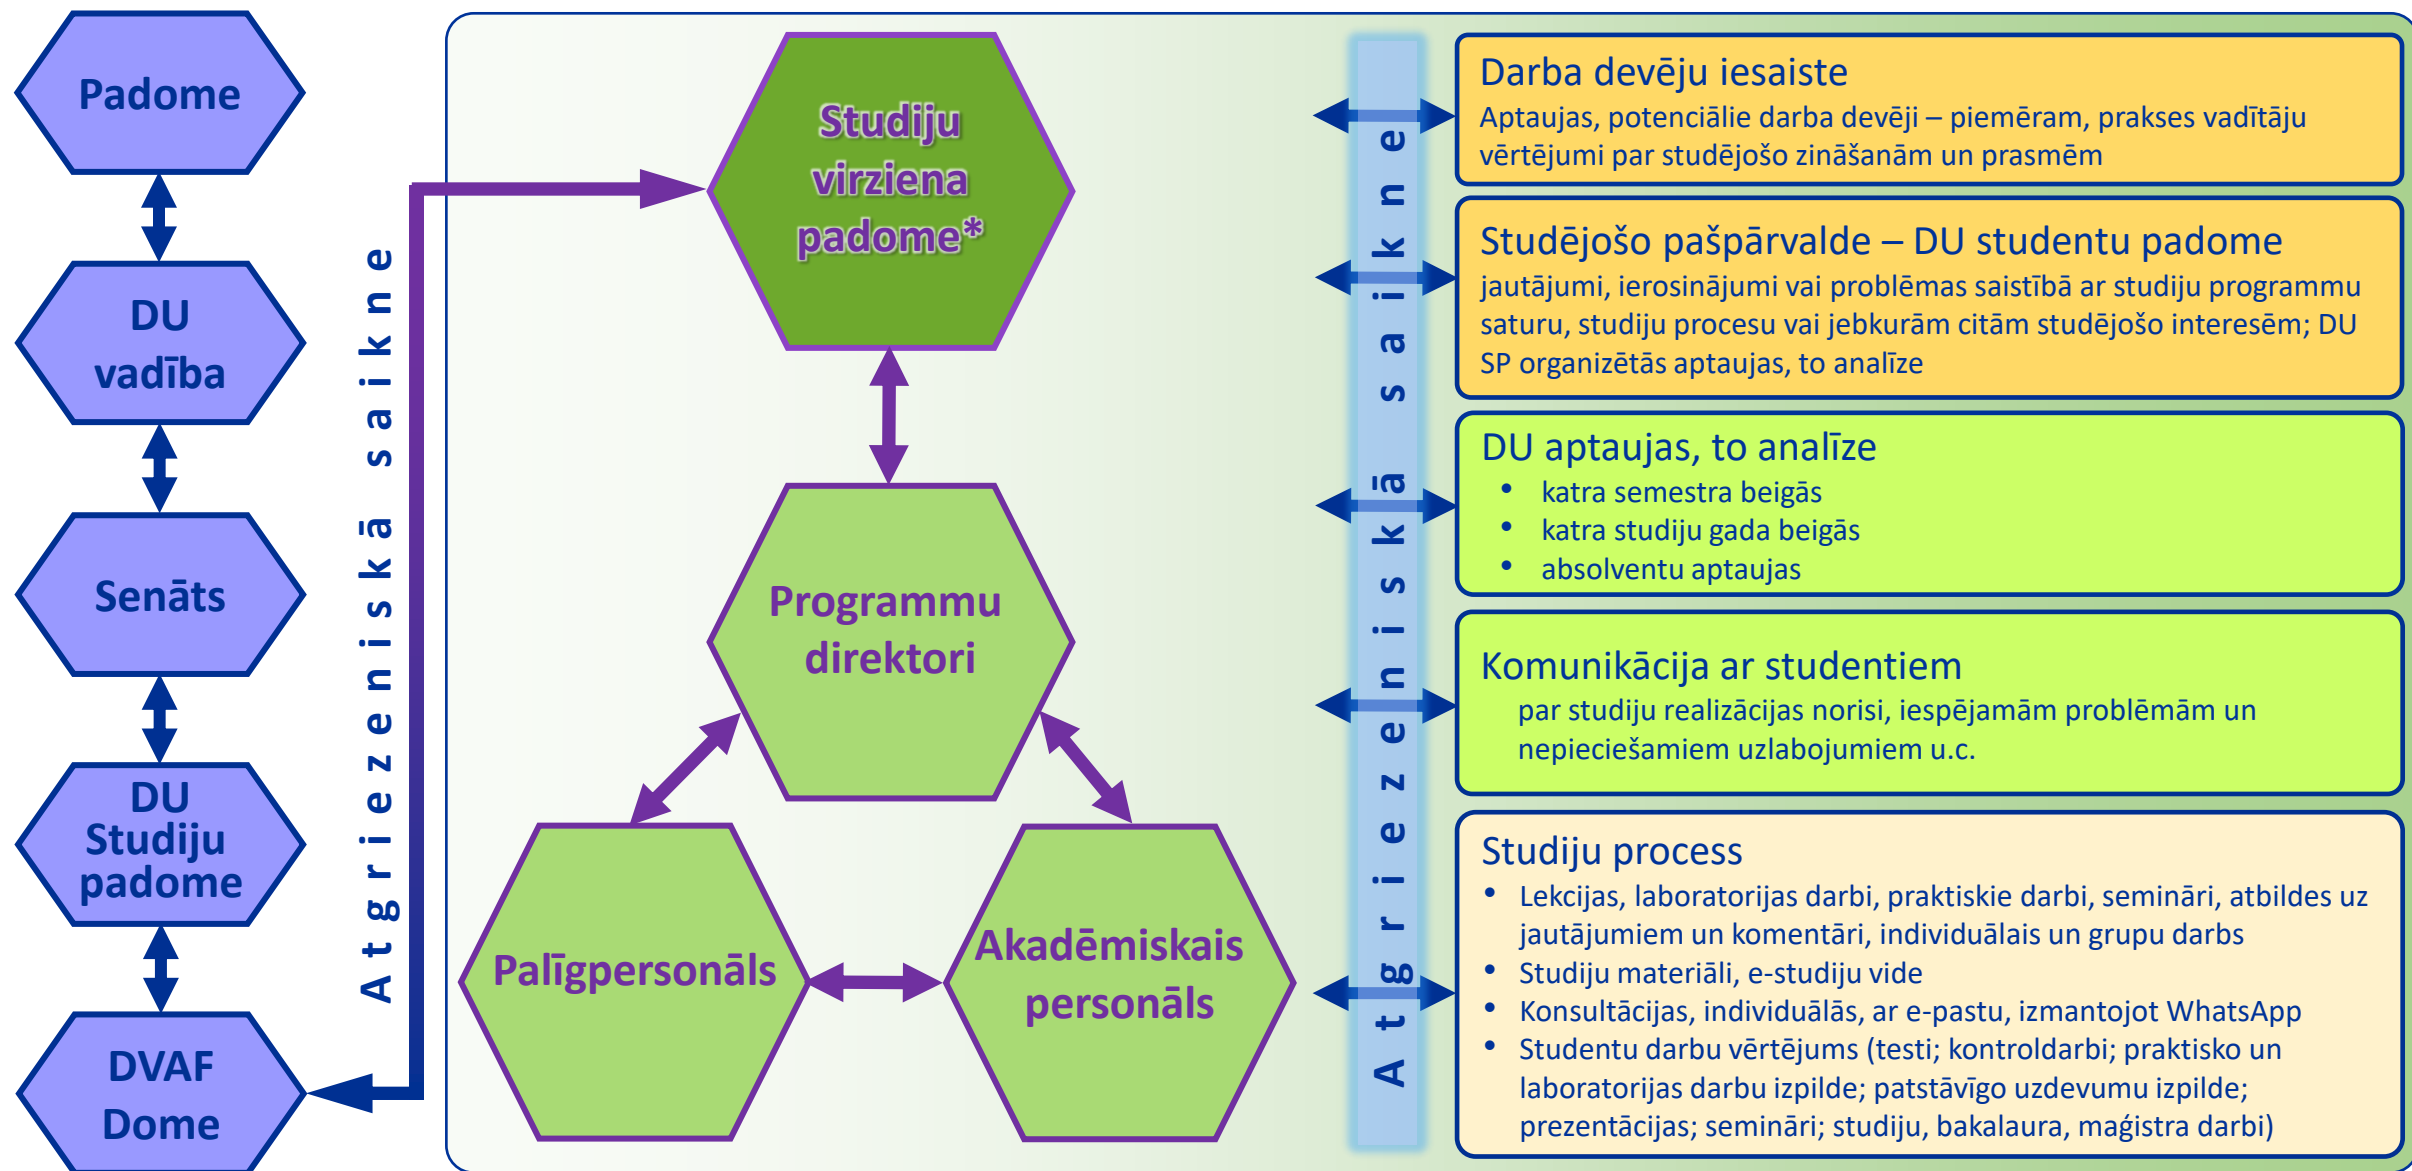 Padome
DU
vadība
Senāts
DU
Studiju
padome
DVAF
Dome
Atgriezeniskā saikne
Studiju
virziena
padome*
Programmu
direktori
Palīgpersonāls
Akadēmiskais
personāls
Atgriezeniskā saikne
Darba devēju iesaiste
Aptaujas, potenciālie darba devēji – piemēram, prakses vadītāju
vērtējumi par studējošo zināšanām un prasmēm
Studējošo pašpārvalde – DU studentu padome
jautājumi, ierosinājumi vai problēmas saistībā ar studiju programmu
saturu, studiju procesu vai jebkurām citām studējošo interesēm; DU
SP organizētās aptaujas, to analīze
DU aptaujas, to analīze
• katra semestra beigās
• katra studiju gada beigās
• absolventu aptaujas
Komunikācija ar studentiem
par studiju realizācijas norisi, iespējamām problēmām un
nepieciešamiem uzlabojumiem u.c.
Studiju process
• Lekcijas, laboratorijas darbi, praktiskie darbi, semināri, atbildes uz
jautājumiem un komentāri, individuālais un grupu darbs
• Studiju materiāli, e-studiju vide
• Konsultācijas, individuālās, ar e-pastu, izmantojot WhatsApp
• Studentu darbu vērtējums (testi; kontroldarbi; praktisko un
laboratorijas darbu izpilde; patstāvīgo uzdevumu izpilde;
prezentācijas; semināri; studiju, bakalaura, maģistra darbi)